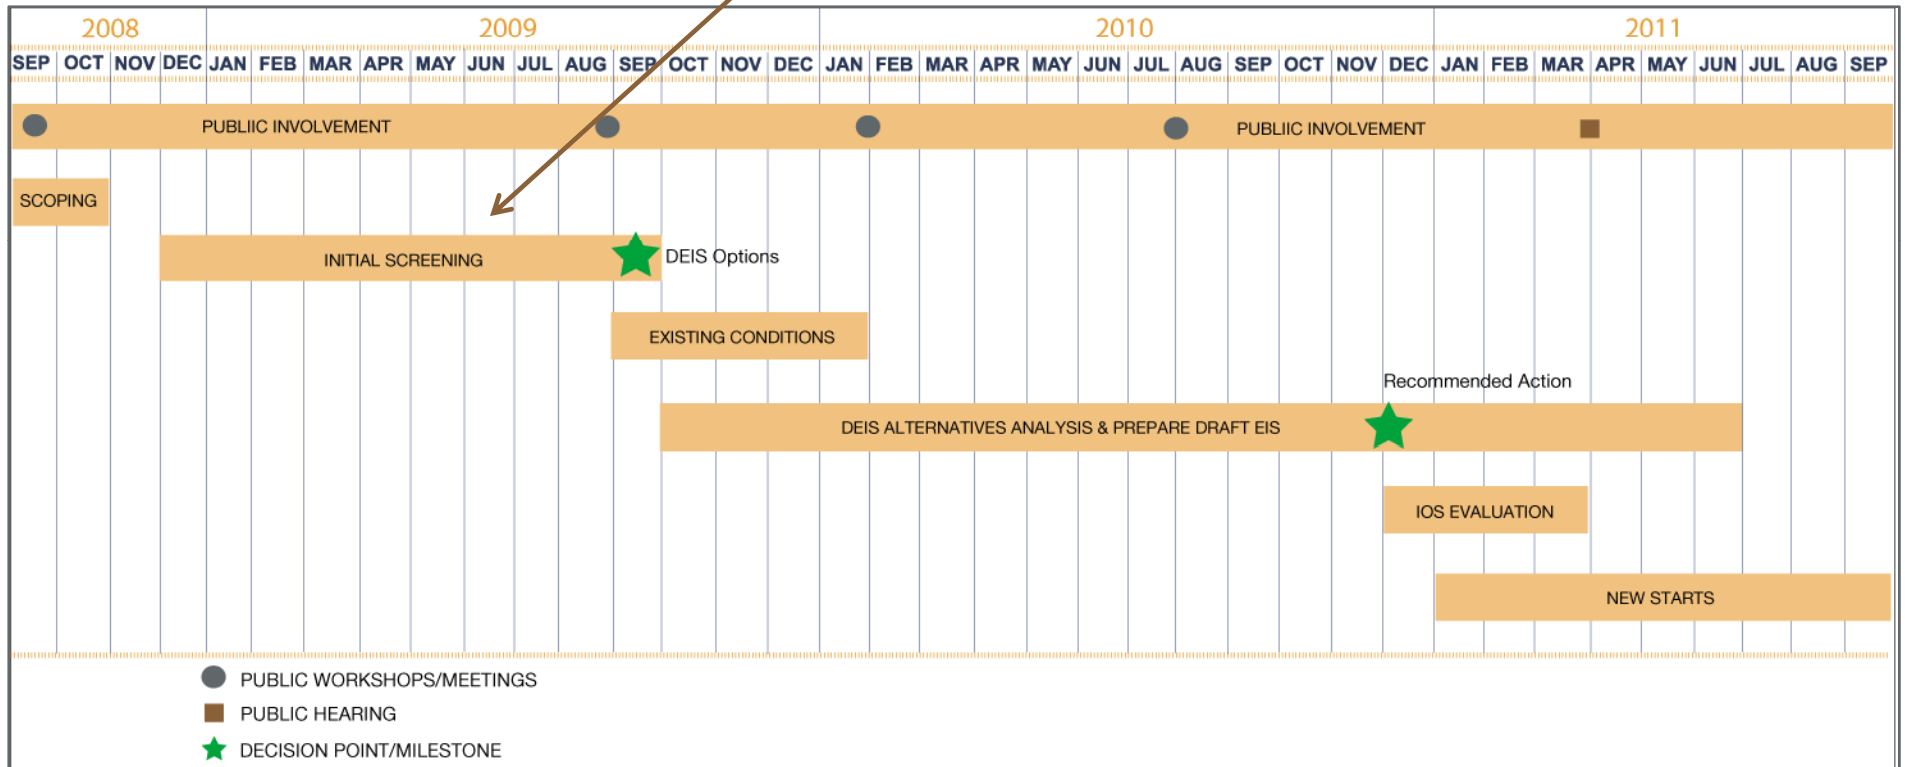 2008 2009 2010 2011
SEP OCT NOV DEC JAN FEB MAR APR MAY JUN JUL AUG SEP OCT NOV DEC JAN FEB MAR APR MAY JUN JUL AUG SEP OCT NOV DEC JAN FEB MAR APR MAY JUN JUL AUG SEP
PUBLIIC INVOLVEMENT PUBLIIC INVOLVEMENT
SCOPING
INITIAL SCREENING DEIS Options
EXISTING CONDITIONS
Recommended Action
DEIS ALTERNATIVES ANALYSIS & PREPARE DRAFT EIS
IOS EVALUATION
NEW STARTS
PUBLIC WORKSHOPS/MEETINGS
PUBLIC HEARING
DECISION POINT/MILESTONE